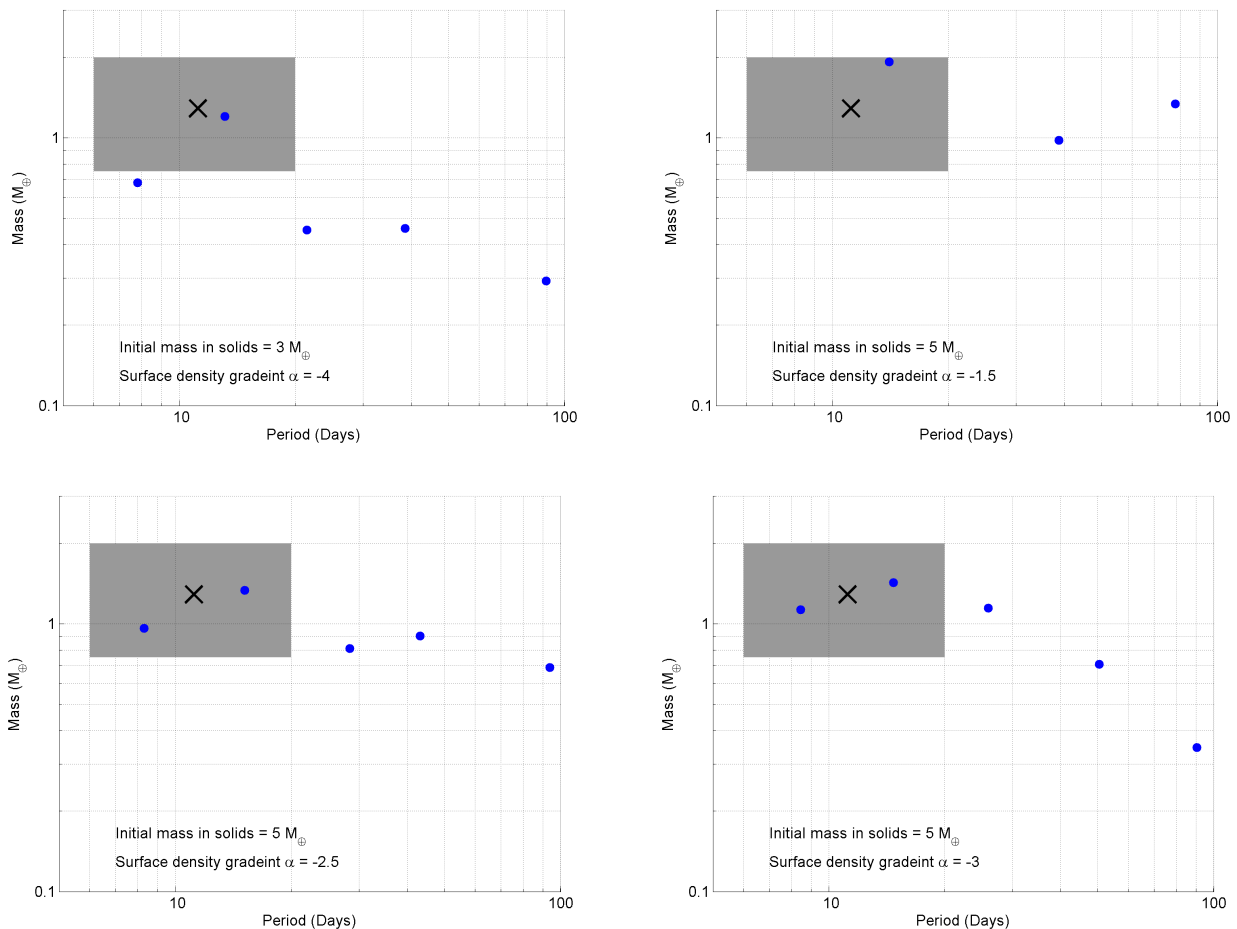 1
0.1
Mass (M⊕)
10
100
Period (Days)
Initial mass in solids = 3 M⊕
Surface density gradeint α = -4
1
0.1
Mass (M⊕)
10
100
Period (Days)
Initial mass in solids = 5 M⊕
Surface density gradeint α = -1.5
1
0.1
Mass (M⊕)
10
100
Period (Days)
Initial mass in solids = 5 M⊕
Surface density gradeint α = -2.5
1
0.1
Mass (M⊕)
10
100
Period (Days)
Initial mass in solids = 5 M⊕
Surface density gradeint α = -3